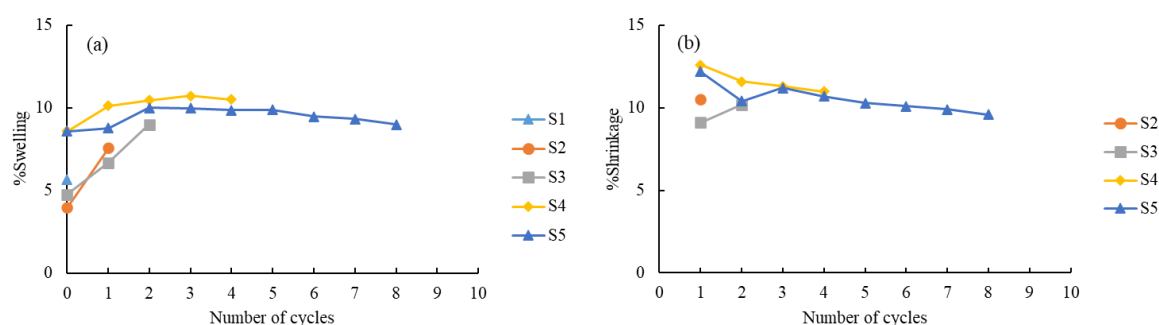 (a)
%Swelling
15
10
5
0
0 1 2 3 4 5 6 7 8 9 10
Number of cycles
S1
S2
S3
S4
S5
(b)
%Shrinkage
15
10
5
0
0 1 2 3 4 5 6 7 8 9 10
Number of cycles
S2
S3
S4
S5